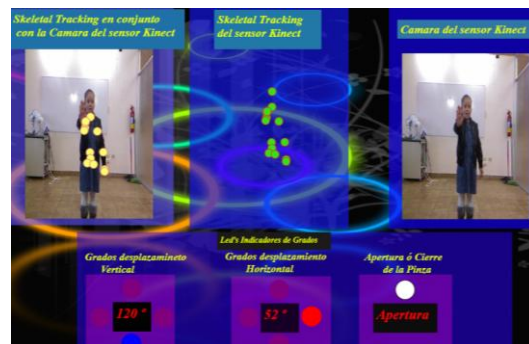 Skeletal Tracking en conjunto
con la Camara del sensor Kinect
Skeletal Tracking
del sensor Kinect
Camara del sensor Kinect
Led's Indicadores de Grados
Grados desplazamineto
Vertical
Grados desplazamiento
Horizontal
Apertura ó Cierre
de la Pinza
120 °
52 °
Apertura